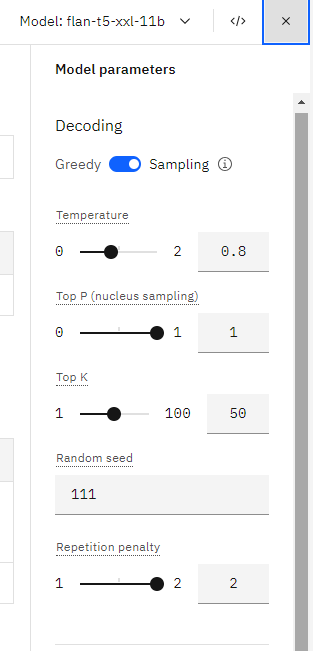 Model: flan-t5-xxl-11b </>
Model parameters
Decoding
Greedy Sampling
Temperature
0 2 0.8
Top P (nucleus sampling)
0 1 1
Top K
1 100 50
Random seed
111
Repetition penalty
1 2 2